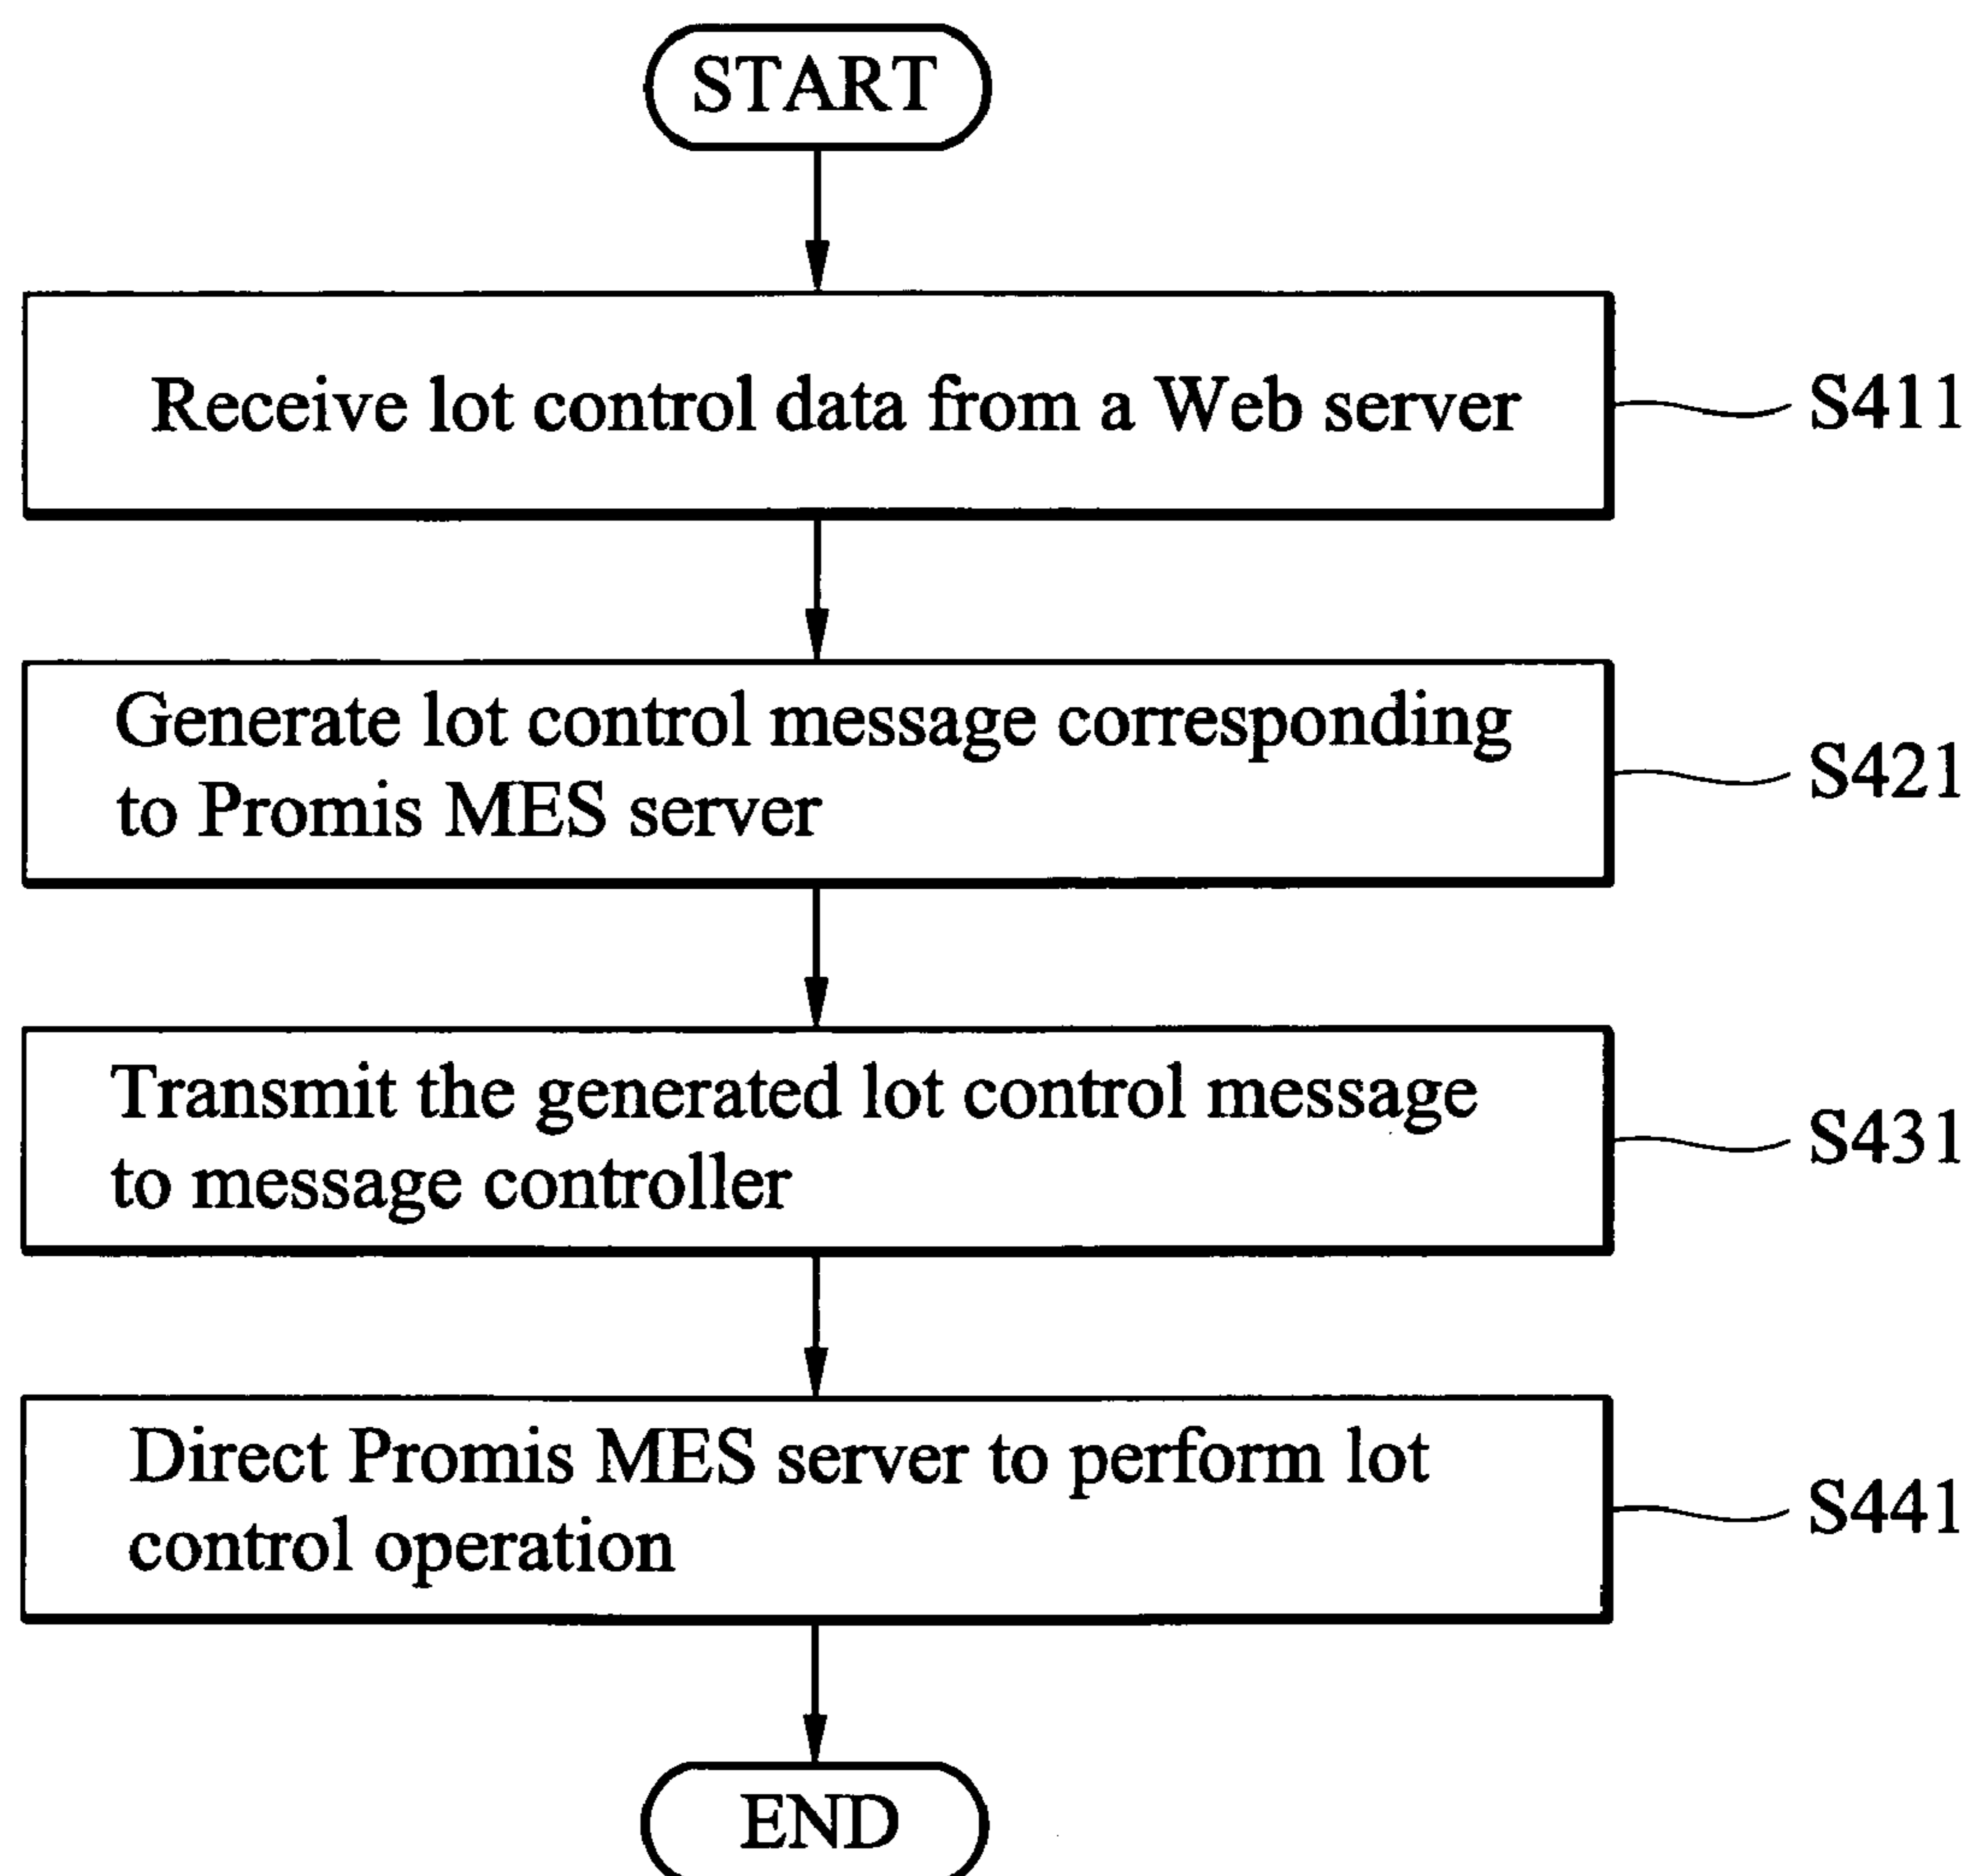 START
Receive lot control data from a Web server
S411
Generate lot control message corresponding
to Promis MES server
S421
Transmit the generated lot control message
to message controller
S431
Direct Promis MES server to perform lot
control operation
S441
END